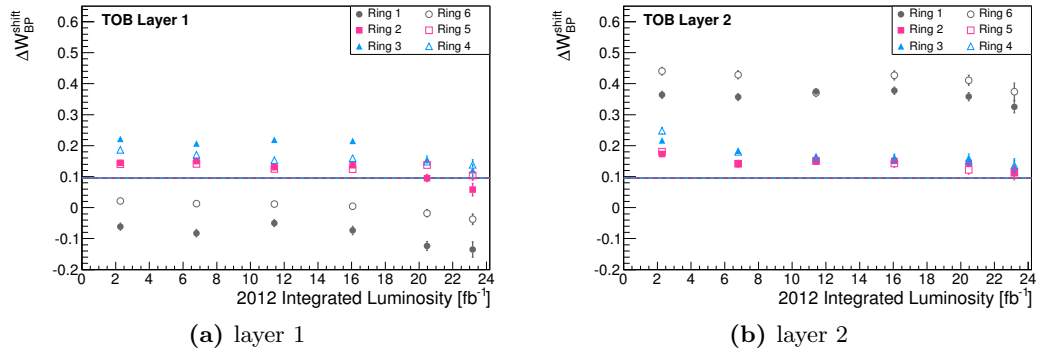 ΔW_BP^shift
0.6
0.5
0.4
0.3
0.2
0.1
0
-0.1
-0.2
TOB Layer 1
Ring 1 Ring 6
Ring 2 Ring 5
Ring 3 Ring 4
0 2 4 6 8 10 12 14 16 18 20 22 24
2012 Integrated Luminosity [fb⁻¹]
(a) layer 1
ΔW_BP^shift
0.6
0.5
0.4
0.3
0.2
0.1
0
-0.1
-0.2
TOB Layer 2
Ring 1 Ring 6
Ring 2 Ring 5
Ring 3 Ring 4
0 2 4 6 8 10 12 14 16 18 20 22 24
2012 Integrated Luminosity [fb⁻¹]
(b) layer 2